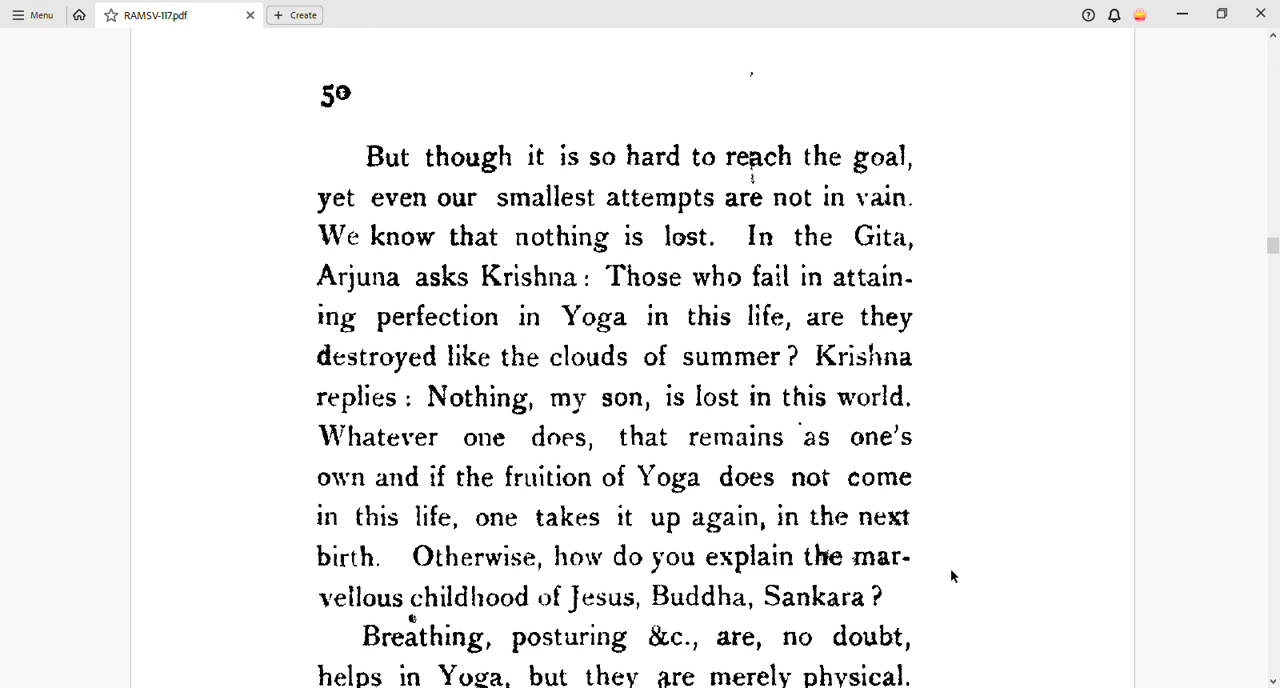 Menu
RAMSV-117.pdf
Create
50
But though it is so hard to reach the goal,
yet even our smallest attempts are not in vain.
We know that nothing is lost. In the Gita,
Arjuna asks Krishna: Those who fail in attain-
ing perfection in Yoga in this life, are they
destroyed like the clouds of summer? Krishna
replies: Nothing, my son, is lost in this world.
Whatever one does, that remains as one's
own and if the fruition of Yoga does not come
in this life, one takes it up again, in the next
birth. Otherwise, how do you explain the mar-
vellous childhood of Jesus, Buddha, Sankara?
Breathing, posturing &c., are, no doubt,
helps in Yoga, but they are merely physical.